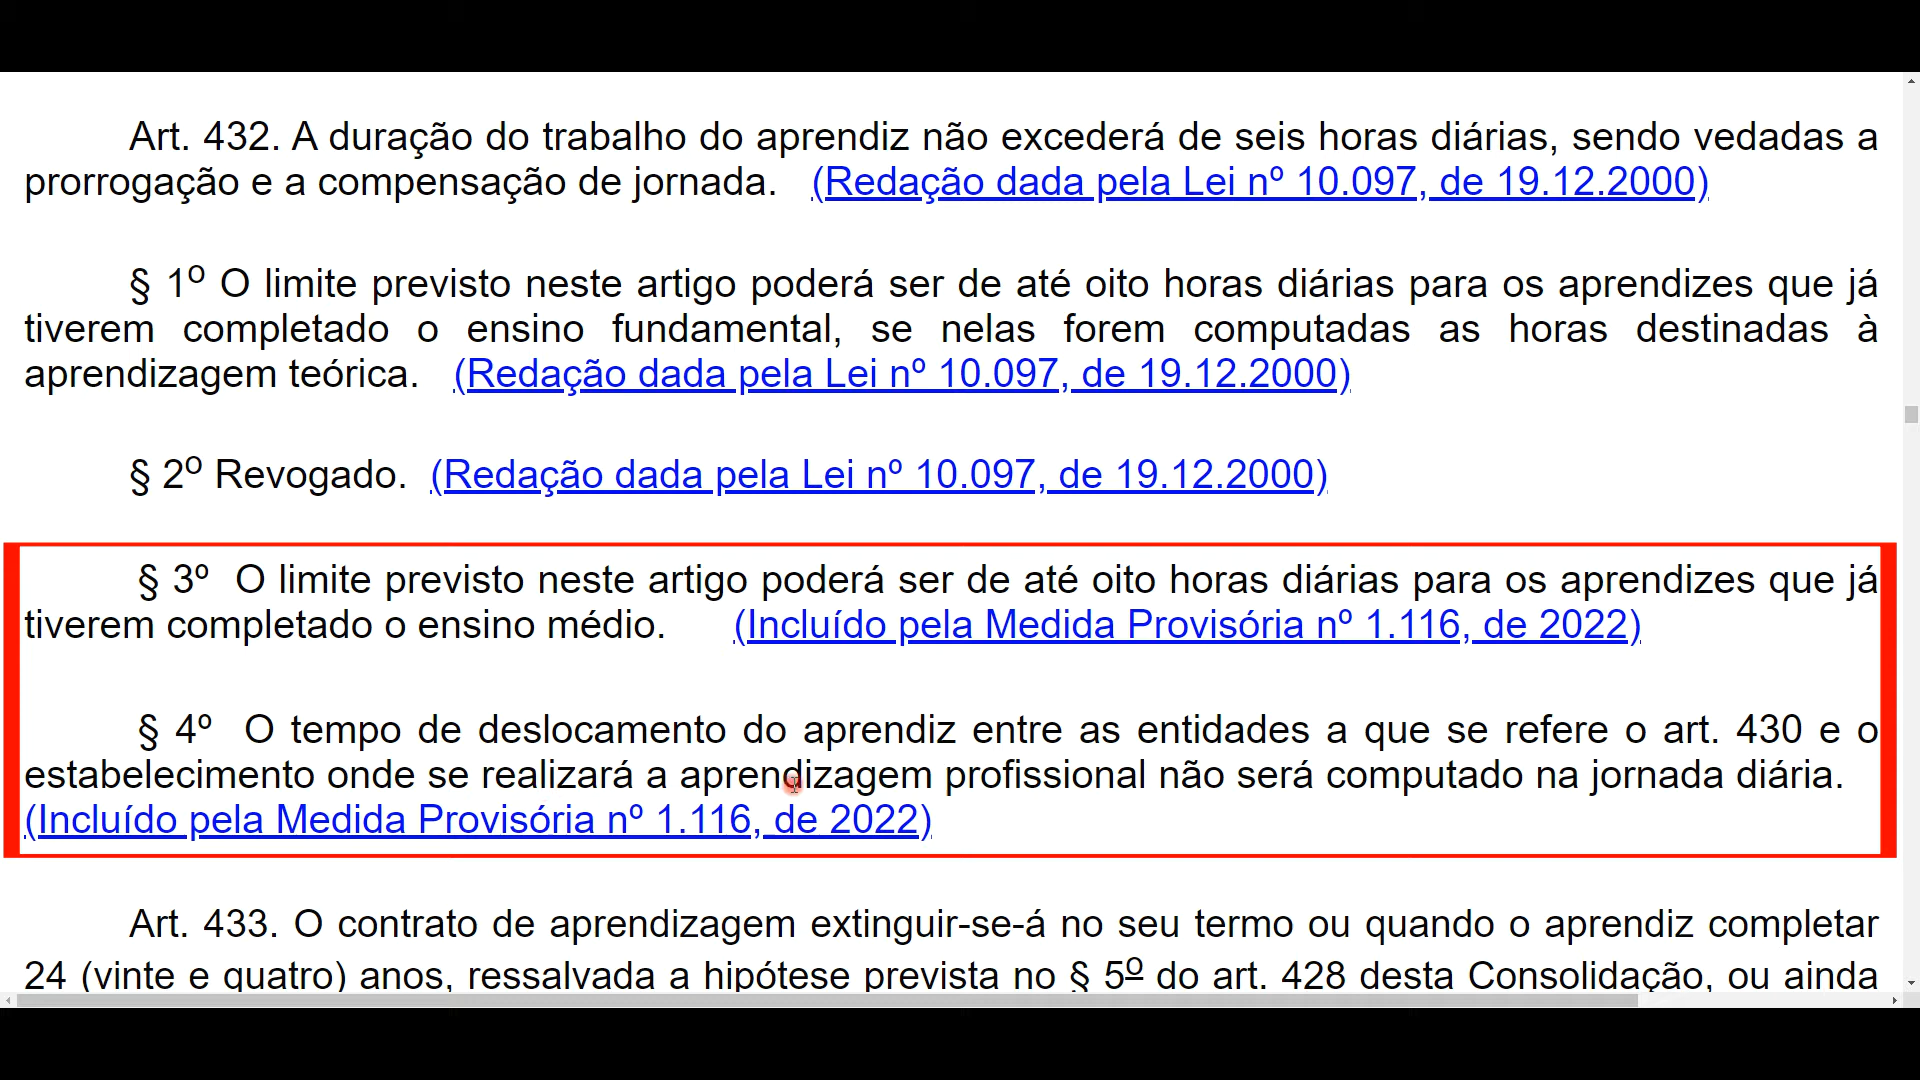 Art. 432. A duração do trabalho do aprendiz não excederá de seis horas diárias, sendo vedadas a
prorrogação e a compensação de jornada. (Redação dada pela Lei nº 10.097, de 19.12.2000)
§ 1º O limite previsto neste artigo poderá ser de até oito horas diárias para os aprendizes que já
tiverem completado o ensino fundamental, se nelas forem computadas as horas destinadas à
aprendizagem teórica. (Redação dada pela Lei nº 10.097, de 19.12.2000)
§ 2º Revogado. (Redação dada pela Lei nº 10.097, de 19.12.2000)
§ 3º O limite previsto neste artigo poderá ser de até oito horas diárias para os aprendizes que já
tiverem completado o ensino médio. (Incluído pela Medida Provisória nº 1.116, de 2022)
§ 4º O tempo de deslocamento do aprendiz entre as entidades a que se refere o art. 430 e o
estabelecimento onde se realizará a aprendizagem profissional não será computado na jornada diária.
(Incluído pela Medida Provisória nº 1.116, de 2022)
Art. 433. O contrato de aprendizagem extinguir-se-á no seu termo ou quando o aprendiz completar
24 (vinte e quatro) anos, ressalvada a hipótese prevista no § 5º do art. 428 desta Consolidação, ou ainda